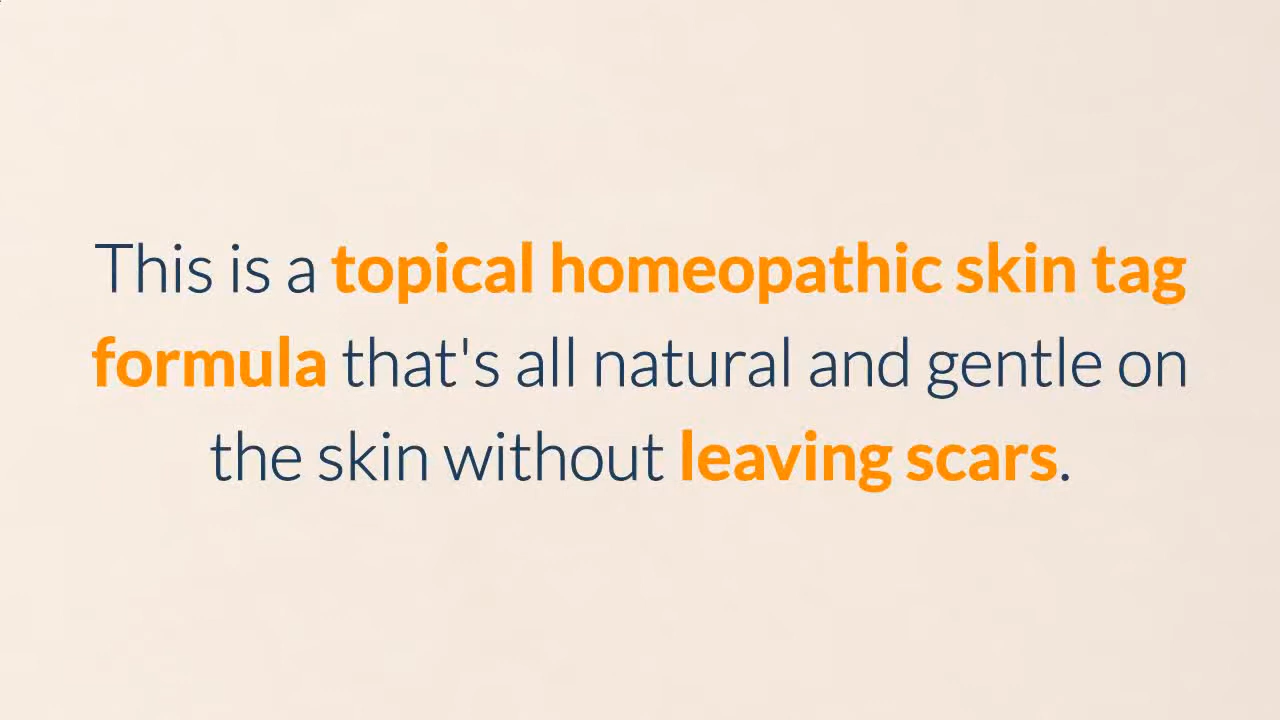 This is a topical homeopathic skin tag
formula that's all natural and gentle on
the skin without leaving scars.